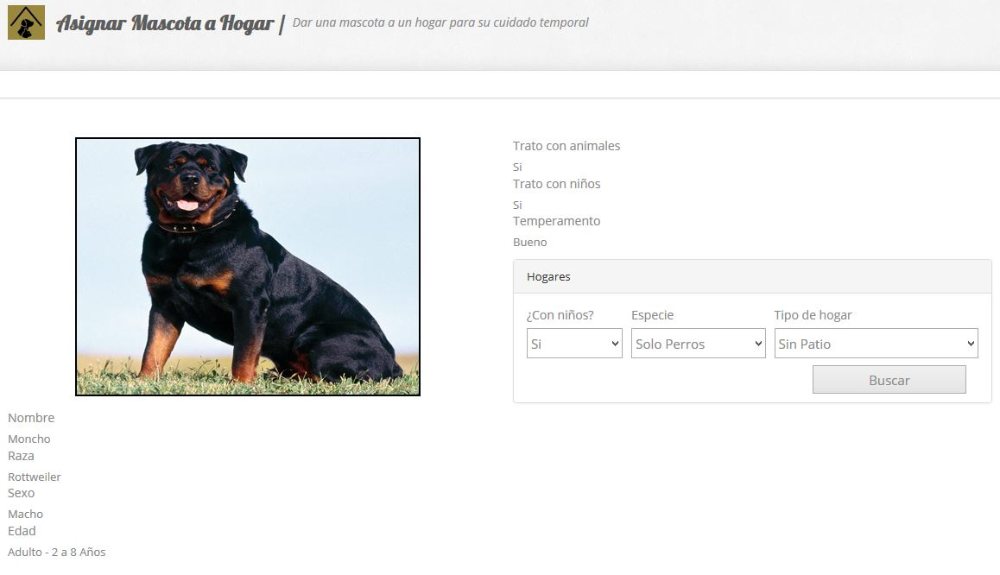 Asignar Mascota a Hogar | Dar una mascota a un hogar para su cuidado temporal
Nombre
Moncho
Raza
Rottweiler
Sexo
Macho
Edad
Adulto - 2 a 8 Años
Trato con animales
Si
Trato con niños
Si
Temperamento
Bueno
Hogares
¿Con niños? Especie Tipo de hogar
Si Solo Perros Sin Patio
Buscar